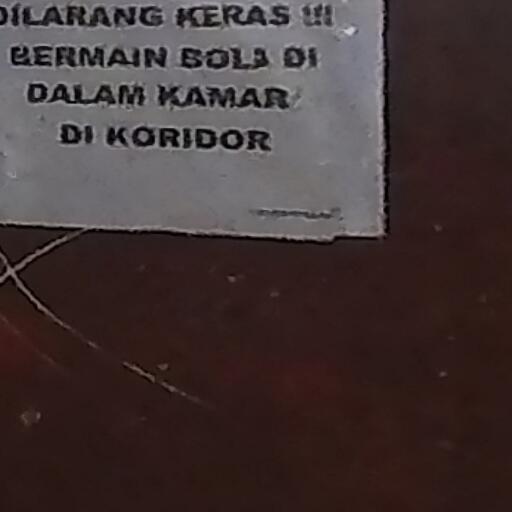 DILARANG KERAS !!!
BERMAIN BOLA DI
DALAM KAMAR
DI KORIDOR